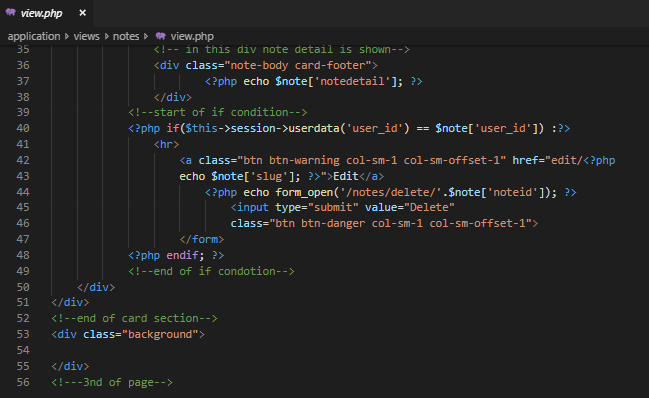 view.php ×
application › views › notes › view.php
35 <!-- in this div note detail is shown-->
36 <div class="note-body card-footer">
37 <?php echo $note['notedetail']; ?>
38 </div>
39 <!--start of if condition-->
40 <?php if($this->session->userdata('user_id') == $note['user_id']) :?>
41 <hr>
42 <a class="btn btn-warning col-sm-1 col-sm-offset-1" href="edit/<?php
43 echo $note['slug']; ?>">Edit</a>
44 <?php echo form_open('/notes/delete/'.$note['noteid']); ?>
45 <input type="submit" value="Delete"
46 class="btn btn-danger col-sm-1 col-sm-offset-1">
47 </form>
48 <?php endif; ?>
49 <!--end of if condotion-->
50 </div>
51 </div>
52 <!--end of card section-->
53 <div class="background">
54
55 </div>
56 <!---3nd of page-->